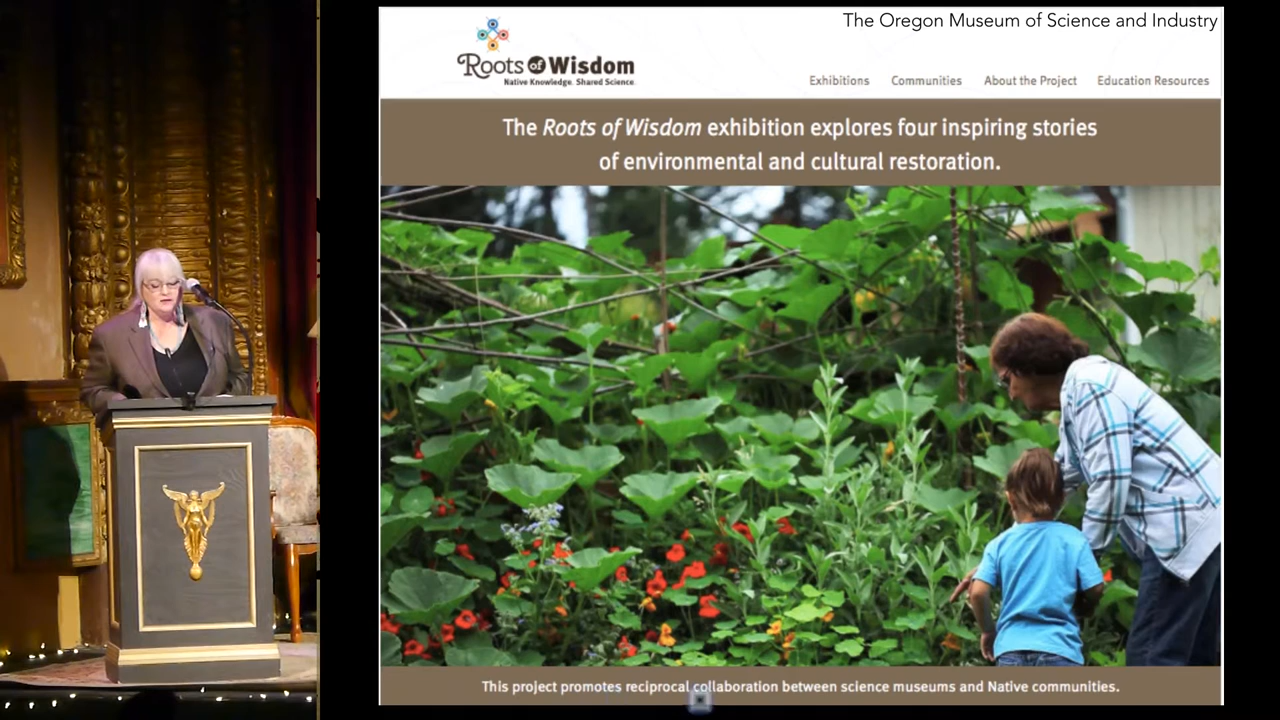 The Oregon Museum of Science and Industry
Roots of Wisdom
Native Knowledge. Shared Science.
Exhibitions Communities About the Project Education Resources
The Roots of Wisdom exhibition explores four inspiring stories
of environmental and cultural restoration.
This project promotes reciprocal collaboration between science museums and Native communities.